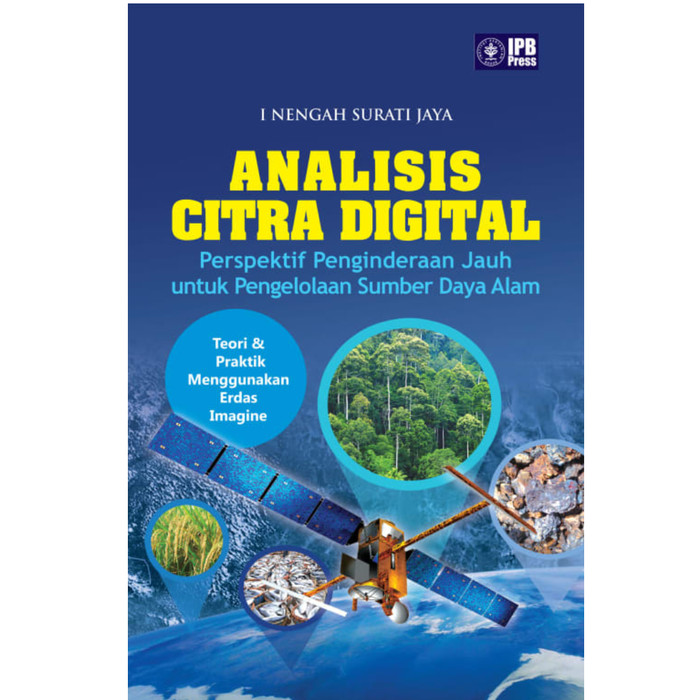 IPB
Press
I NENGAH SURATI JAYA
ANALISIS
CITRA DIGITAL
Perspektif Penginderaan Jauh
untuk Pengelolaan Sumber Daya Alam
Teori &
Praktik
Menggunakan
Erdas
Imagine